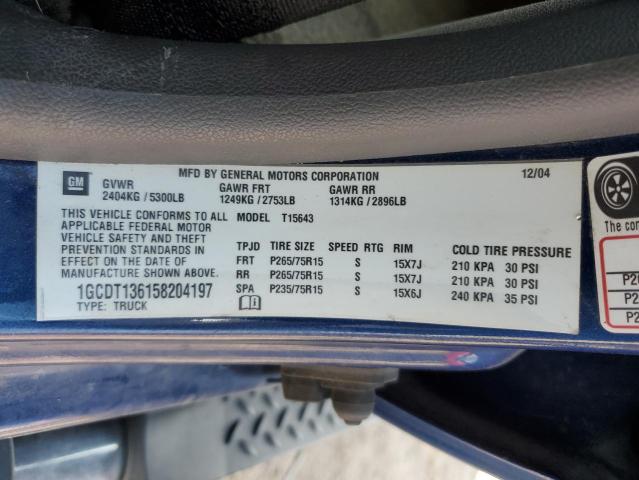 GM
MFD BY GENERAL MOTORS CORPORATION 12/04
GVWR GAWR FRT GAWR RR
2404KG / 5300LB 1249KG / 2753LB 1314KG / 2896LB
THIS VEHICLE CONFORMS TO ALL MODEL T15643
APPLICABLE FEDERAL MOTOR
VEHICLE SAFETY AND THEFT
PREVENTION STANDARDS IN
EFFECT ON THE DATE OF
MANUFACTURE SHOWN ABOVE.
1GCDT136158204197
TYPE: TRUCK
TPJD TIRE SIZE SPEED RTG RIM COLD TIRE PRESSURE
FRT P265/75R15 S 15X7J 210 KPA 30 PSI
RR P265/75R15 S 15X7J 210 KPA 30 PSI
SPA P235/75R15 S 15X6J 240 KPA 35 PSI
The con